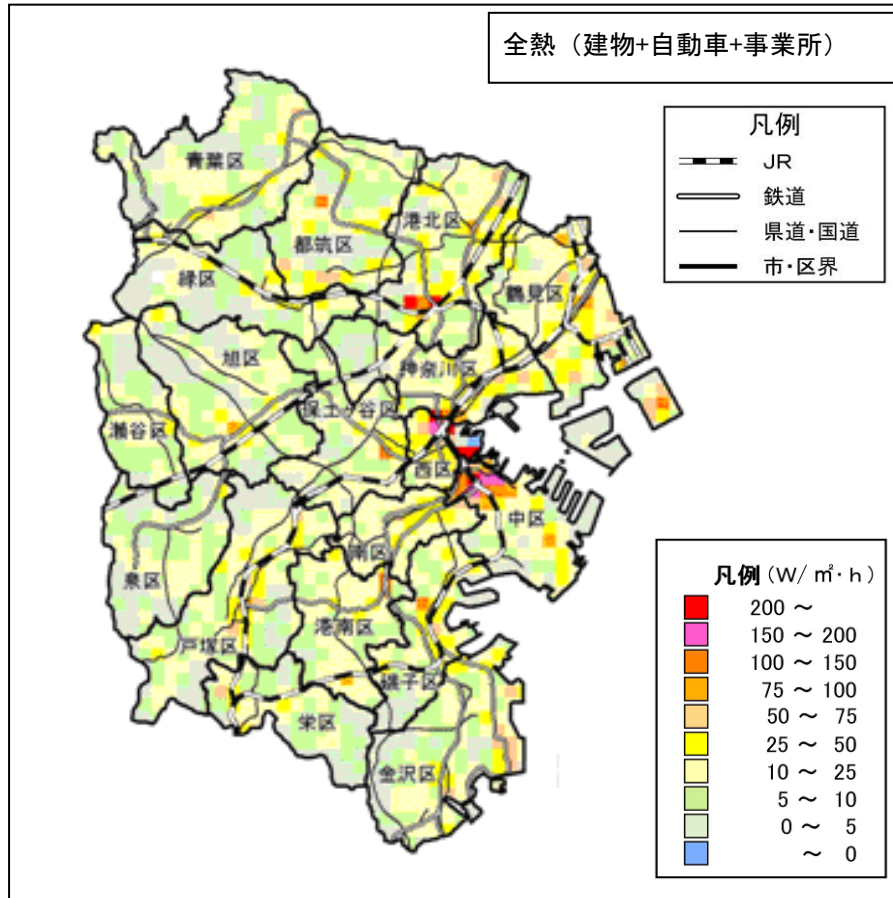 全熱（建物+自動車+事業所）
凡例
JR
鉄道
県道・国道
市・区界
青葉区
港北区
都筑区
緑区
鶴見区
旭区
神奈川区
保土ヶ谷区
瀬谷区
西区
中区
南区
泉区
港南区
戸塚区
磯子区
栄区
金沢区
凡例（W/㎡・h）
200 ～
150 ～ 200
100 ～ 150
75 ～ 100
50 ～ 75
25 ～ 50
10 ～ 25
5 ～ 10
0 ～ 5
～ 0